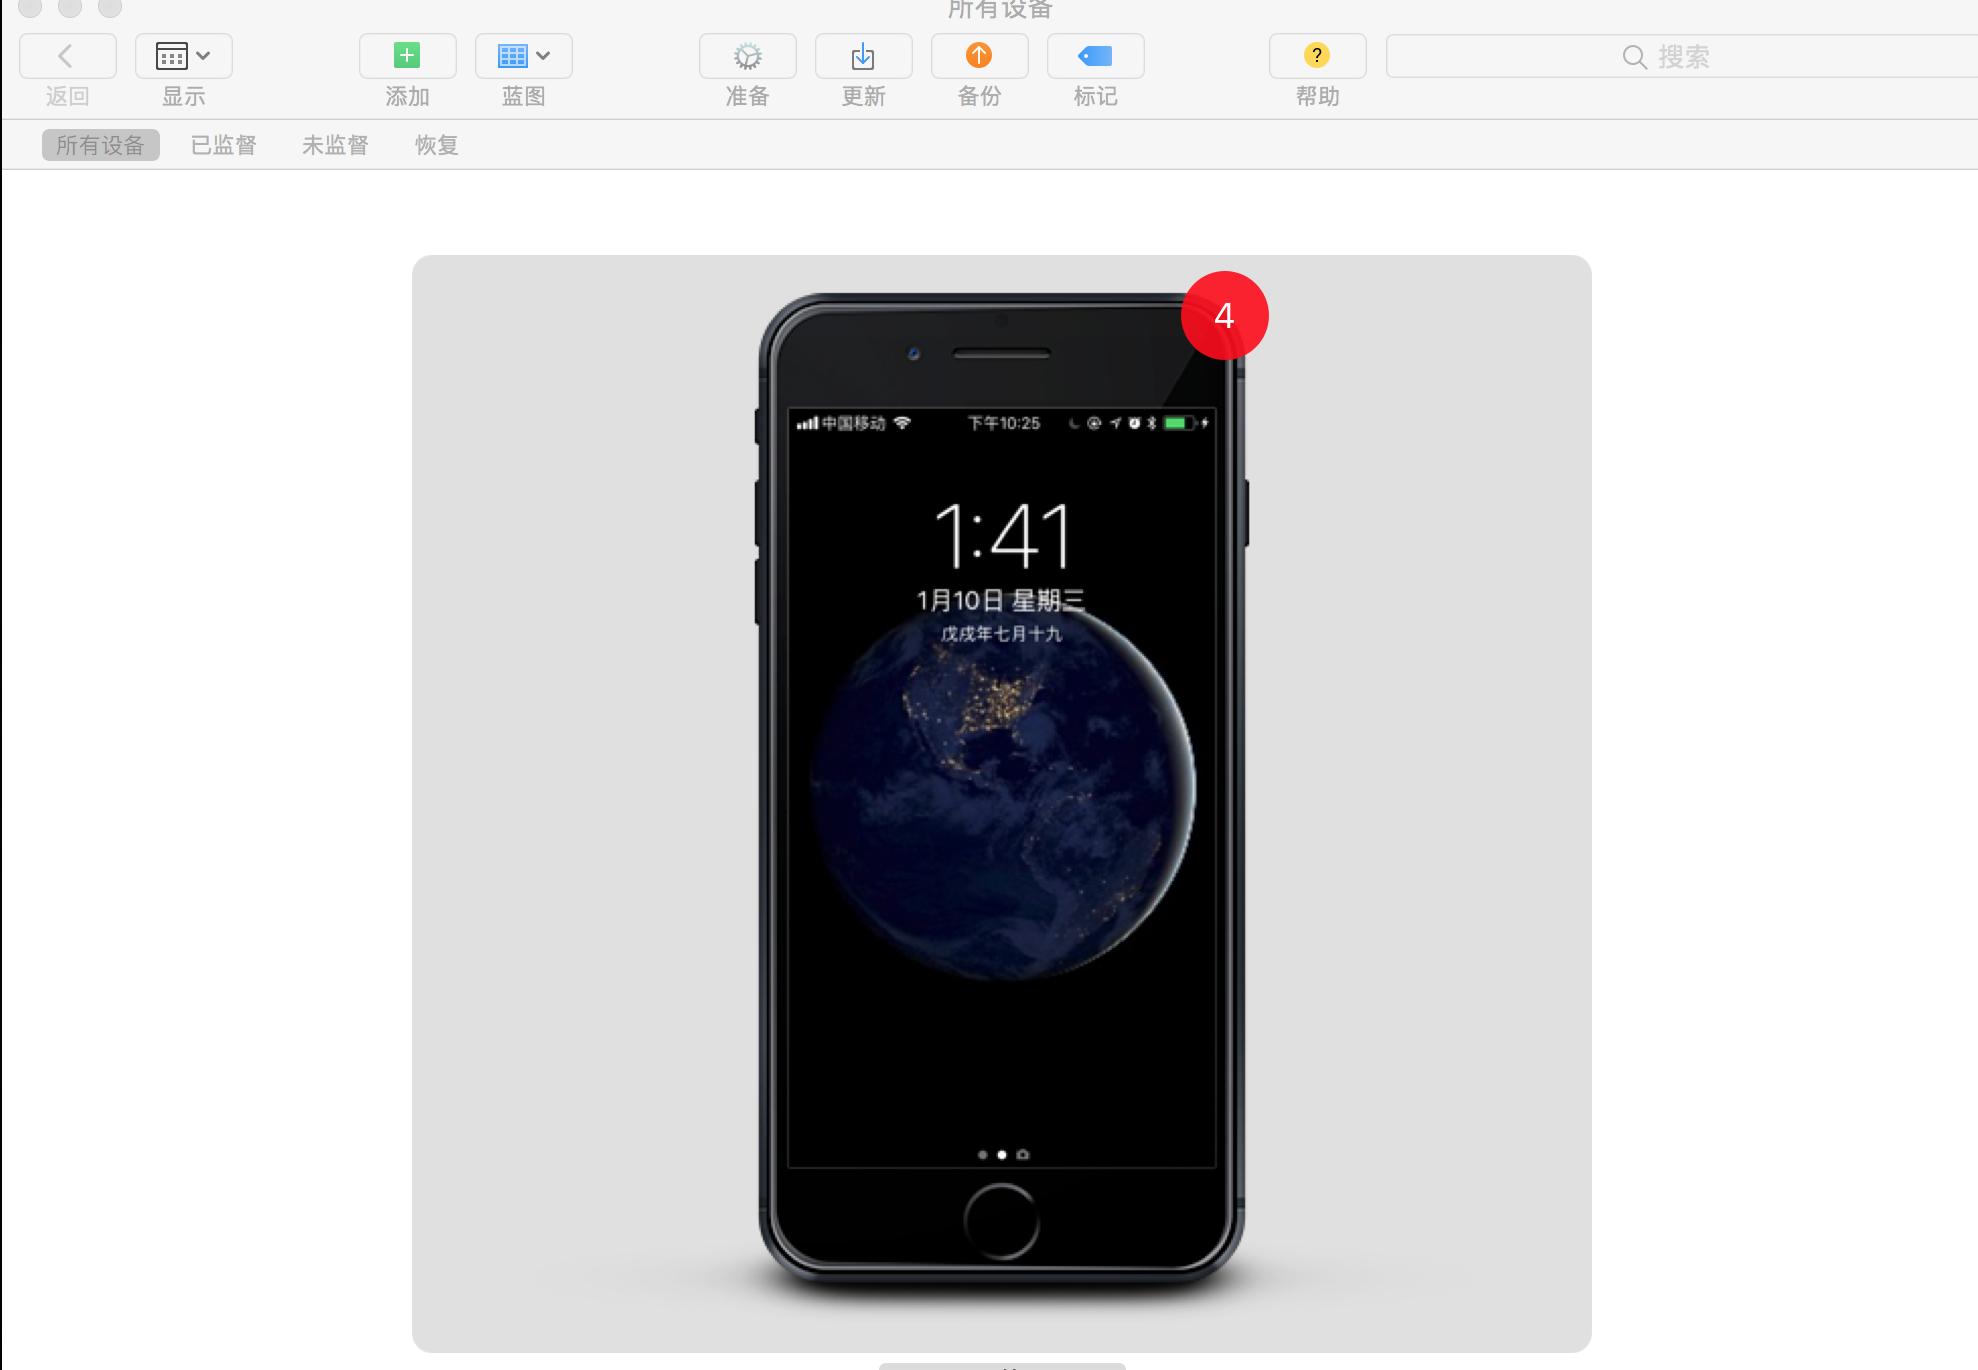 所有设备
返回 显示 添加 蓝图 准备 更新 备份 标记 ? 帮助 搜索
所有设备 已监督 未监督 恢复
4
中国移动 下午10:25
1:41
1月10日 星期三
戊戌年七月十九